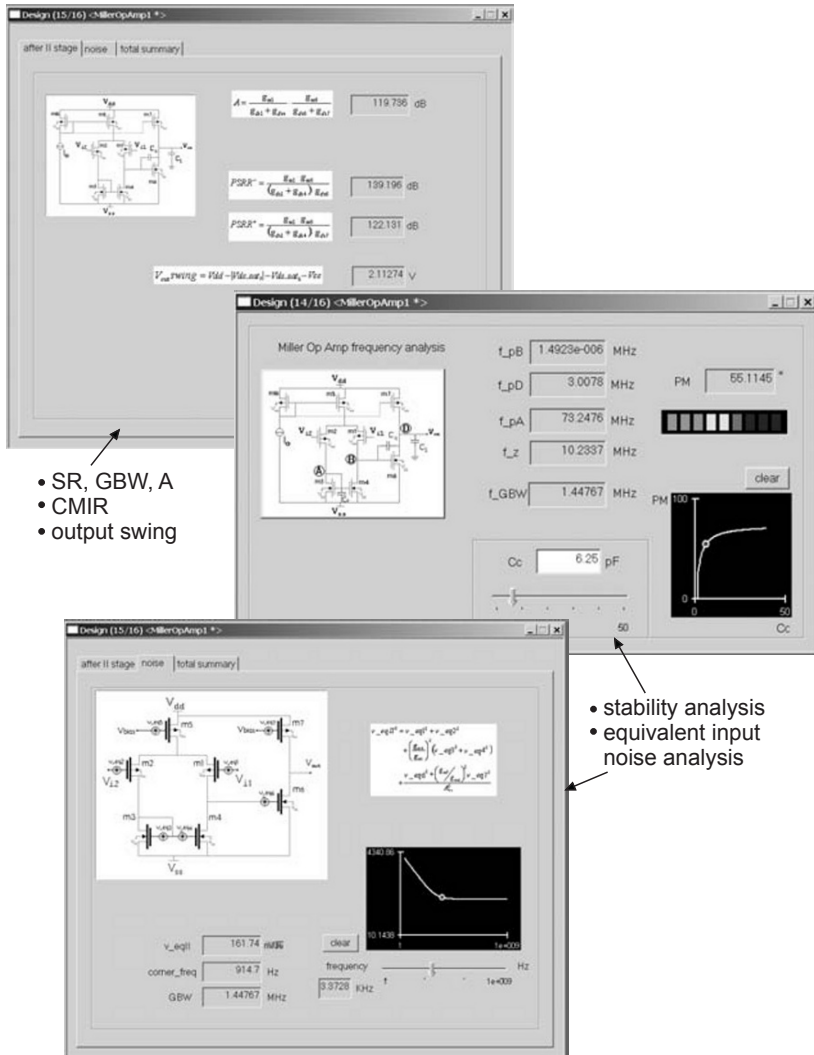 Design (15/16) <MillerOpAmp1 *>
after II stage noise total summary
119.736 dB
139.196 dB
122.131 dB
2.11274 V
• SR, GBW, A
• CMIR
• output swing
Design (14/16) <MillerOpAmp1 *>
Miller Op Amp frequency analysis
f_pB 1.4923e-006 MHz
f_pD 3.0078 MHz
f_pA 73.2476 MHz
f_z 10.2337 MHz
f_GBW 1.44767 MHz
PM 55.1145 °
clear
PM 100
0
0 50
Cc
Cc 6.25 pF
50
• stability analysis
• equivalent input
noise analysis
Design (15/16) <MillerOpAmp1 *>
after II stage noise total summary
Vdd
m5
m7
m2
m1
Vi2
Vi1
m6
m3
m4
Vss
4340.86
10.1438
1 1e+009
v_eqII 161.74
corner_freq 914.7 Hz
GBW 1.44767 MHz
clear
frequency Hz
1 1e+009
3.3728 KHz